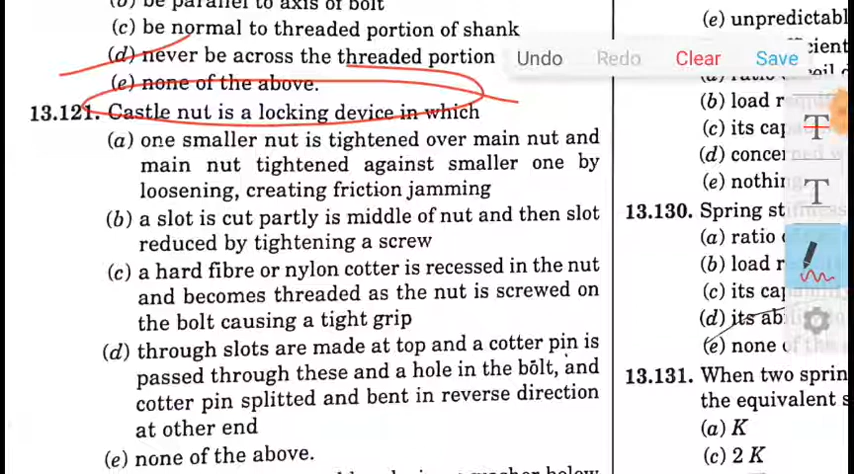 be parallel to axis of bolt
(c) be normal to threaded portion of shank
(d) never be across the threaded portion
(e) none of the above.
13.121. Castle nut is a locking device in which
(a) one smaller nut is tightened over main nut and
main nut tightened against smaller one by
loosening, creating friction jamming
(b) a slot is cut partly is middle of nut and then slot
reduced by tightening a screw
(c) a hard fibre or nylon cotter is recessed in the nut
and becomes threaded as the nut is screwed on
the bolt causing a tight grip
(d) through slots are made at top and a cotter pin is
passed through these and a hole in the bolt, and
cotter pin splitted and bent in reverse direction
at other end
(e) none of the above.
(e) unpredictabl
Undo Redo Clear Save
(b) load r
(c) its cap
(d) concer
(e) nothin
13.130. Spring st
(a) ratio
(b) load r
(c) its cap
(d) its ab
(e) none
13.131. When two sprin
the equivalent s
(a) K
(c) 2 K
T
T